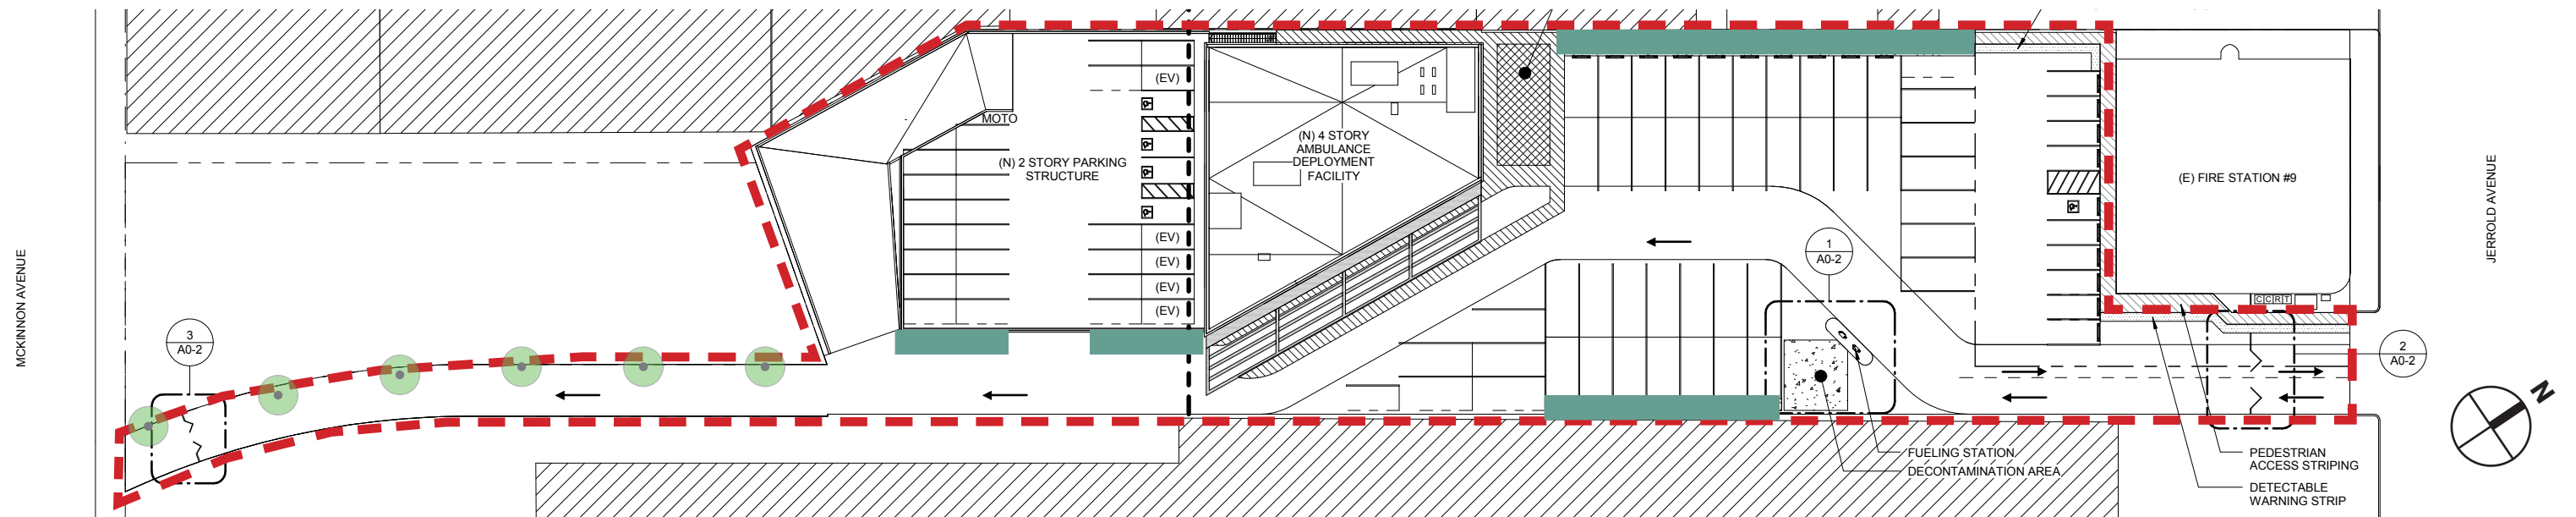 MCKINNON AVENUE
3
A0-2
MOTO
(N) 2 STORY PARKING
STRUCTURE
(EV)
(EV)
(EV)
(EV)
(EV)
(N) 4 STORY
AMBULANCE
DEPLOYMENT
FACILITY
1
A0-2
FUELING STATION
DECONTAMINATION AREA
(E) FIRE STATION #9
CCRT
2
A0-2
PEDESTRIAN
ACCESS STRIPING
DETECTABLE
WARNING STRIP
JERROLD AVENUE
N